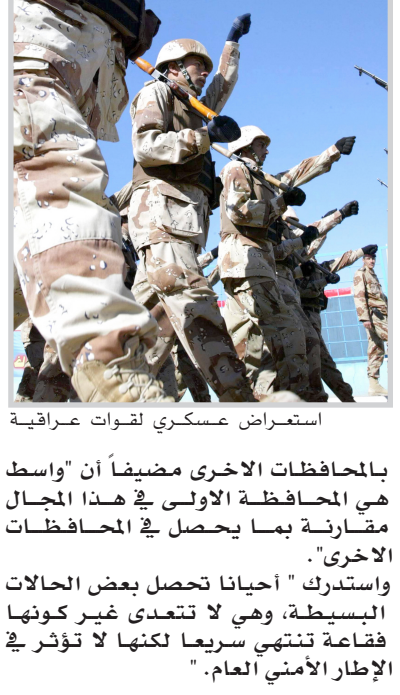 استعراض عسكري لقوات عراقية
بالمحافظات الاخرى مضيفاً أن "واسط
هي المحافظة الاولى في هذا المجال
مقارنة بما يحصل في المحافظات
الاخرى".
واستدرك " أحيانا تحصل بعض الحالات
البسيطة، وهي لا تتعدى غير كونها
فقاعة تنتهي سريعا لكنها لا تؤثر في
الإطار الأمني العام. "